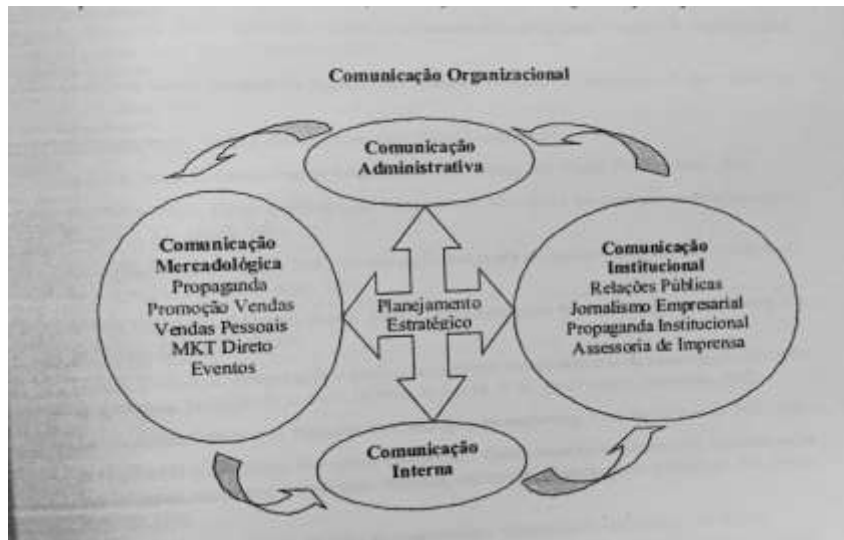 Comunicação Organizacional
Comunicação
Administrativa
Comunicação
Mercadológica
Propaganda
Promoção Vendas
Vendas Pessoais
MKT Direto
Eventos
Planejamento
Estratégico
Comunicação
Institucional
Relações Públicas
Jornalismo Empresarial
Propaganda Institucional
Assessoria de Imprensa
Comunicação
Interna